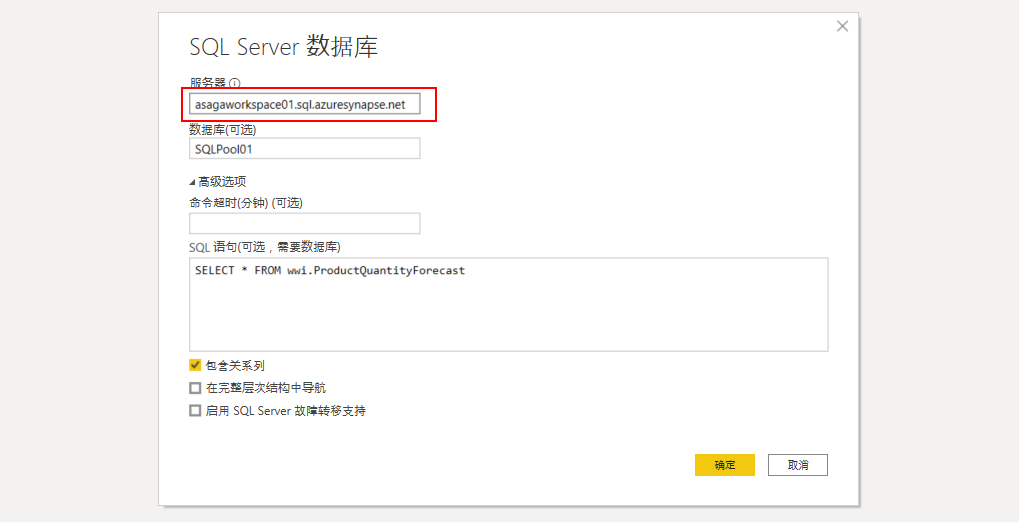 SQL Server 数据库
服务器
asagaworkspace01.sql.azuresynapse.net
数据库(可选)
SQLPool01
高级选项
命令超时(分钟) (可选)
SQL 语句(可选，需要数据库)
SELECT * FROM wwi.ProductQuantityForecast
包含关系列
在完整层次结构中导航
启用 SQL Server 故障转移支持
确定
取消